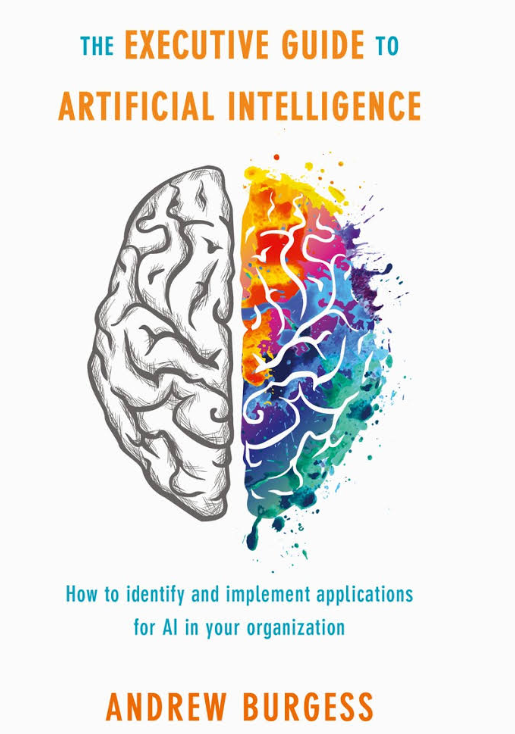 THE EXECUTIVE GUIDE TO
ARTIFICIAL INTELLIGENCE
How to identify and implement applications
for AI in your organization
ANDREW BURGESS